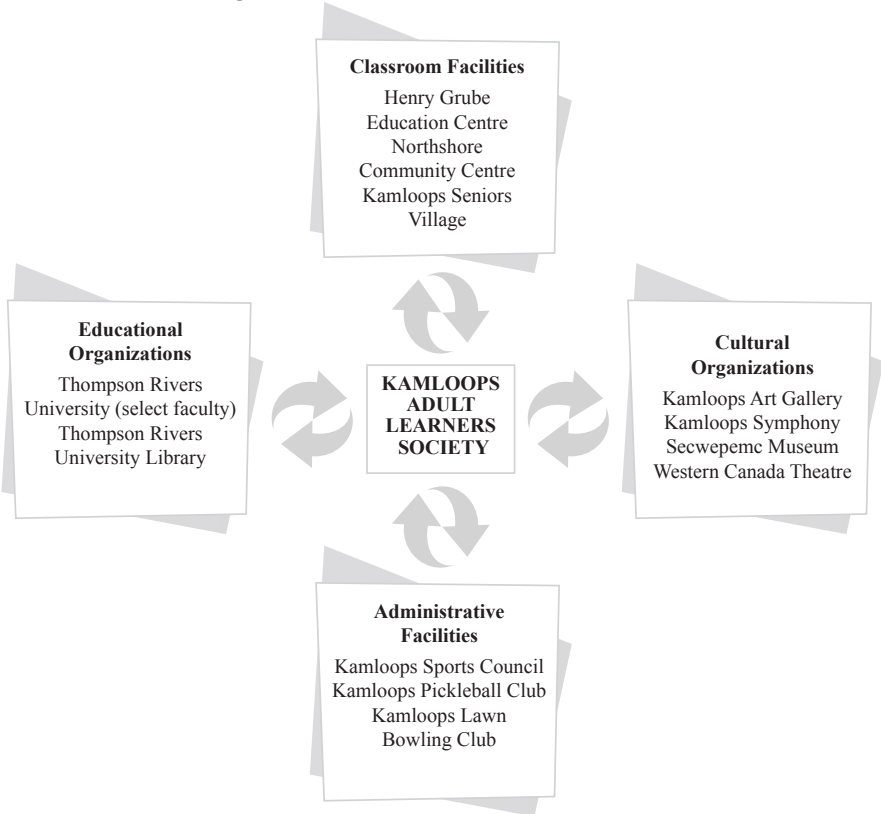 Classroom Facilities
Henry Grube
Education Centre
Northshore
Community Centre
Kamloops Seniors
Village
Educational
Organizations
Thompson Rivers
University (select faculty)
Thompson Rivers
University Library
KAMLOOPS
ADULT
LEARNERS
SOCIETY
Cultural
Organizations
Kamloops Art Gallery
Kamloops Symphony
Secwepemc Museum
Western Canada Theatre
Administrative
Facilities
Kamloops Sports Council
Kamloops Pickleball Club
Kamloops Lawn
Bowling Club